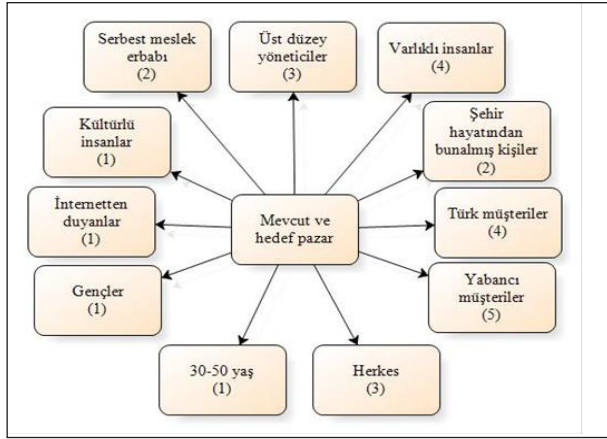 Serbest meslek
erbabı
(2)
Üst düzey
yöneticiler
(3)
Varlıklı insanlar
(4)
Kültürlü
insanlar
(1)
Şehir
hayatından
bunalmış kişiler
(2)
İnternetten
duyanlar
(1)
Mevcut ve
hedef pazar
Türk müşteriler
(4)
Gençler
(1)
Yabancı
müşteriler
(5)
30-50 yaş
(1)
Herkes
(3)